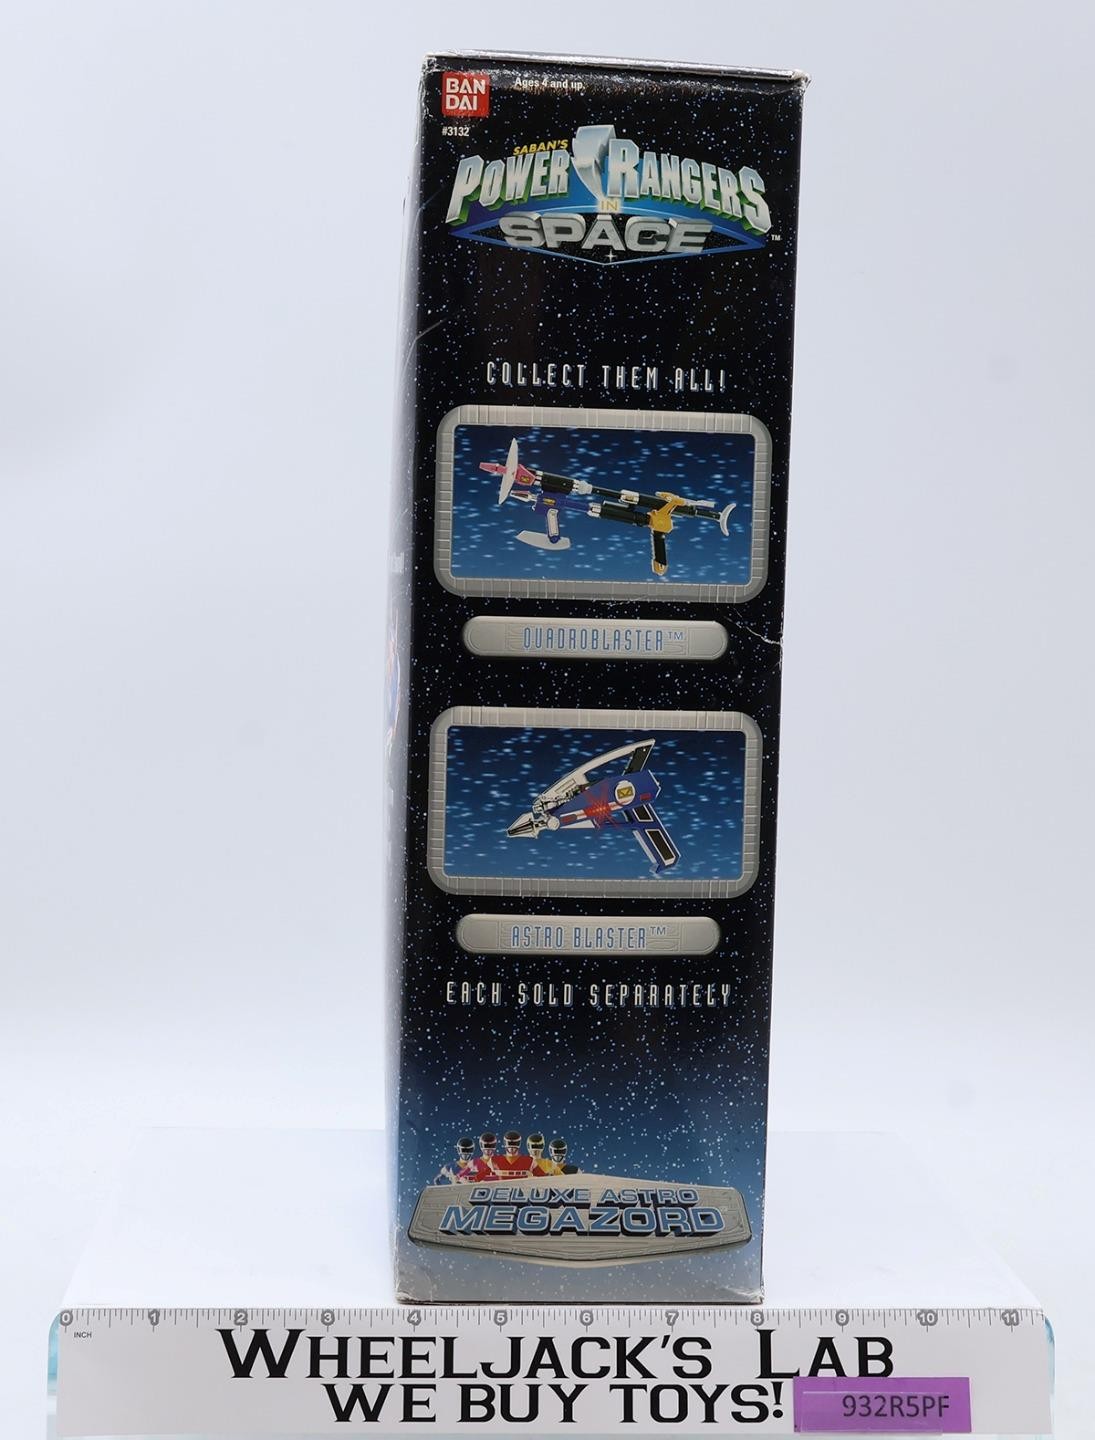 BAN
DAI
Ages 4 and up.
#3132
SABAN'S
POWER RANGERS
IN
SPACE
™
COLLECT THEM ALL!
QUADROBLASTER™
ASTRO BLASTER™
EACH SOLD SEPARATELY
DELUXE ASTRO
MEGAZORD
0 1 2 3 4 5 6 7 8 9 10 11
INCH
WHEELJACK'S LAB
WE BUY TOYS!
932R5PF